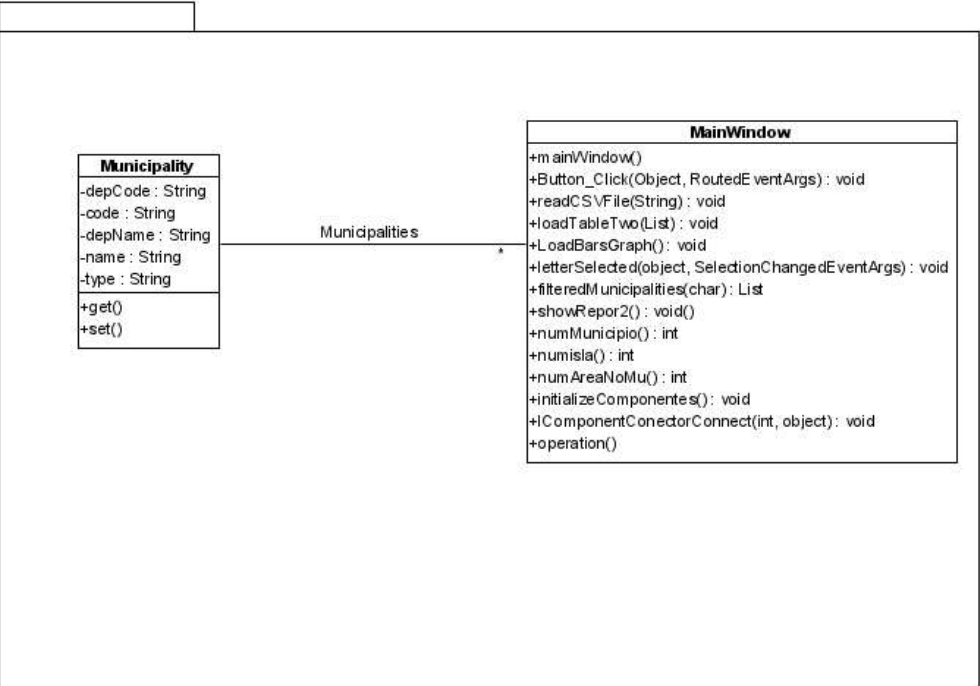 Municipality
-depCode : String
-code : String
-depName : String
-name : String
-type : String
+get()
+set()
Municipalities
*
MainWindow
+mainWindow()
+Button_Click(Object, RoutedEventArgs) : void
+readCSVFile(String) : void
+loadTableTwo(List) : void
+LoadBarsGraph() : void
+letterSelected(object, SelectionChangedEventArgs) : void
+filteredMunicipalities(char) : List
+showRepor2() : void()
+numMunicipio() : int
+numisla() : int
+numAreaNoMu() : int
+initializeComponentes() : void
+IComponentConectorConnect(int, object) : void
+operation()